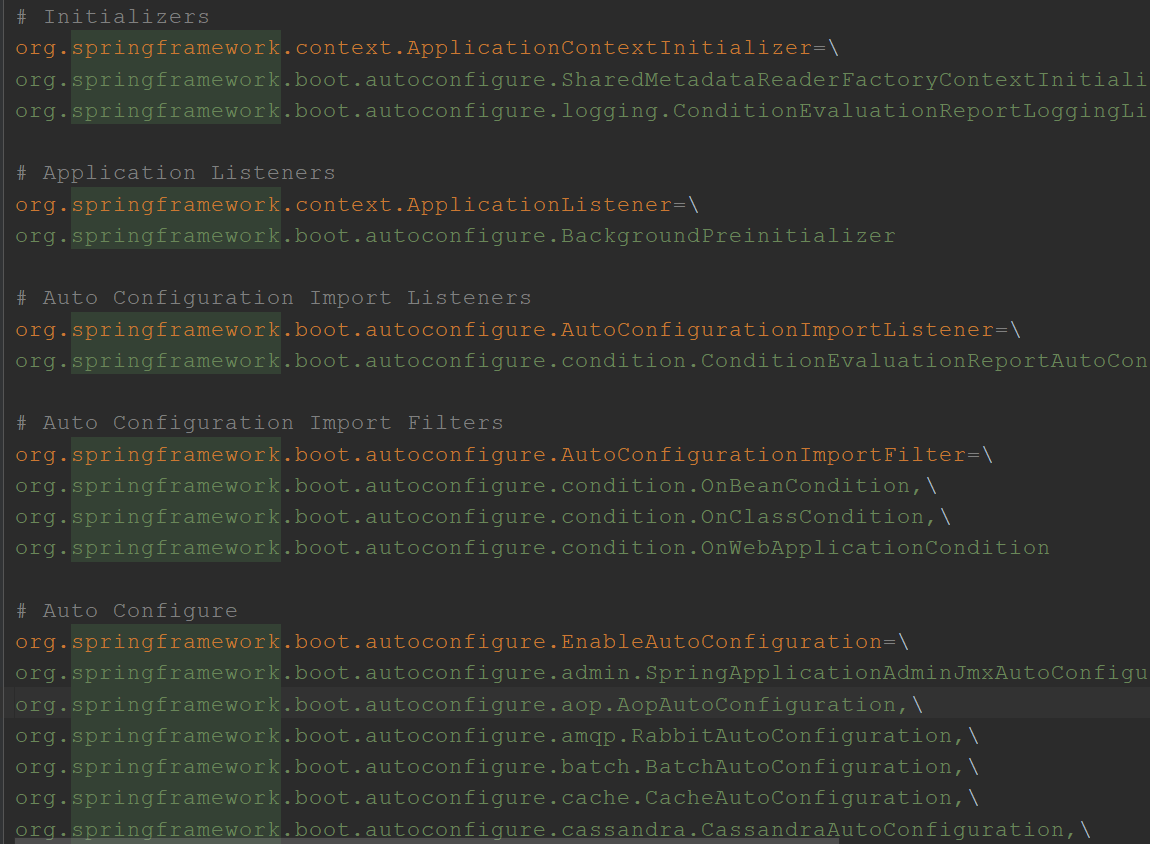 # Initializers
org.springframework.context.ApplicationContextInitializer=\
org.springframework.boot.autoconfigure.SharedMetadataReaderFactoryContextInitiali
org.springframework.boot.autoconfigure.logging.ConditionEvaluationReportLoggingLi
# Application Listeners
org.springframework.context.ApplicationListener=\
org.springframework.boot.autoconfigure.BackgroundPreinitializer
# Auto Configuration Import Listeners
org.springframework.boot.autoconfigure.AutoConfigurationImportListener=\
org.springframework.boot.autoconfigure.condition.ConditionEvaluationReportAutoCon
# Auto Configuration Import Filters
org.springframework.boot.autoconfigure.AutoConfigurationImportFilter=\
org.springframework.boot.autoconfigure.condition.OnBeanCondition,\
org.springframework.boot.autoconfigure.condition.OnClassCondition,\
org.springframework.boot.autoconfigure.condition.OnWebApplicationCondition
# Auto Configure
org.springframework.boot.autoconfigure.EnableAutoConfiguration=\
org.springframework.boot.autoconfigure.admin.SpringApplicationAdminJmxAutoConfigu
org.springframework.boot.autoconfigure.aop.AopAutoConfiguration,\
org.springframework.boot.autoconfigure.amqp.RabbitAutoConfiguration,\
org.springframework.boot.autoconfigure.batch.BatchAutoConfiguration,\
org.springframework.boot.autoconfigure.cache.CacheAutoConfiguration,\
org.springframework.boot.autoconfigure.cassandra.CassandraAutoConfiguration,\